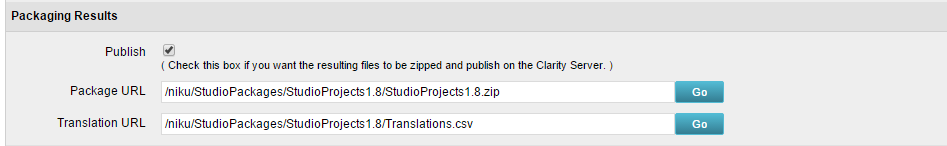 Packaging Results
Publish
( Check this box if you want the resulting files to be zipped and publish on the Clarity Server. )
Package URL /niku/StudioPackages/StudioProjects1.8/StudioProjects1.8.zip Go
Translation URL /niku/StudioPackages/StudioProjects1.8/Translations.csv Go